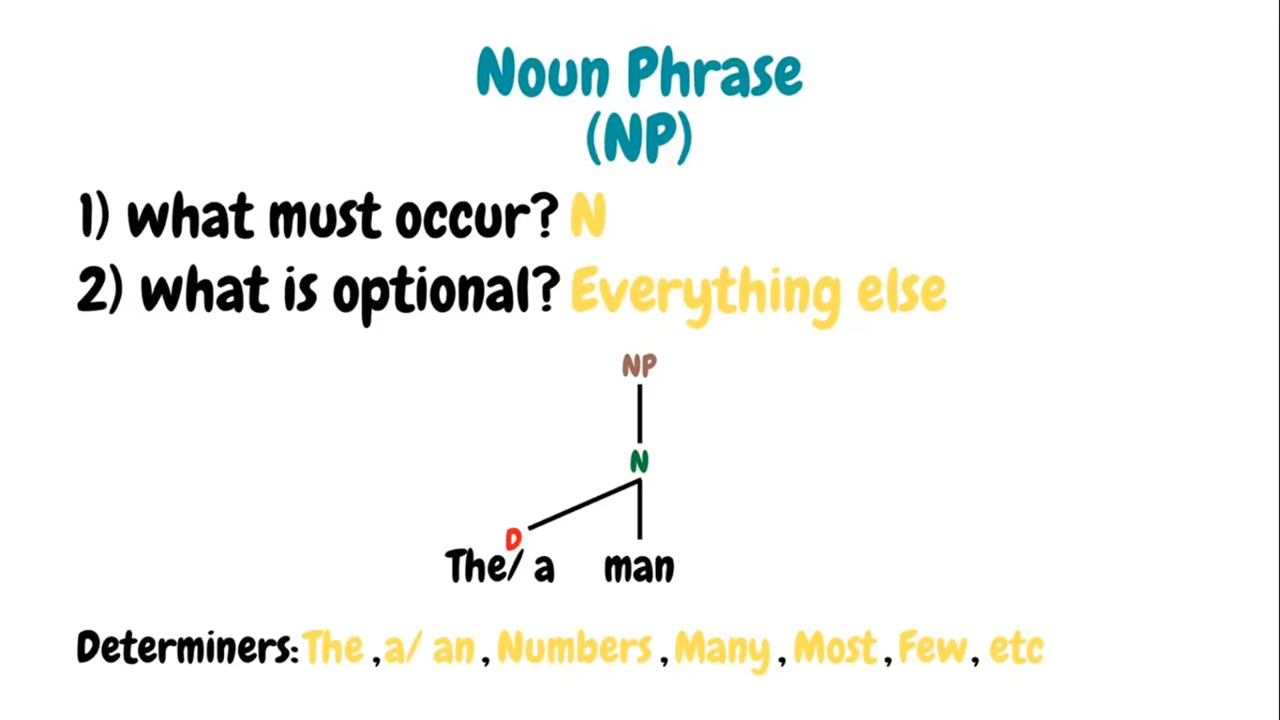 Noun Phrase
(NP)
1) what must occur? N
2) what is optional? Everything else
NP
N
D
The/ a man
Determiners: The , a/ an , Numbers , Many , Most , Few , etc